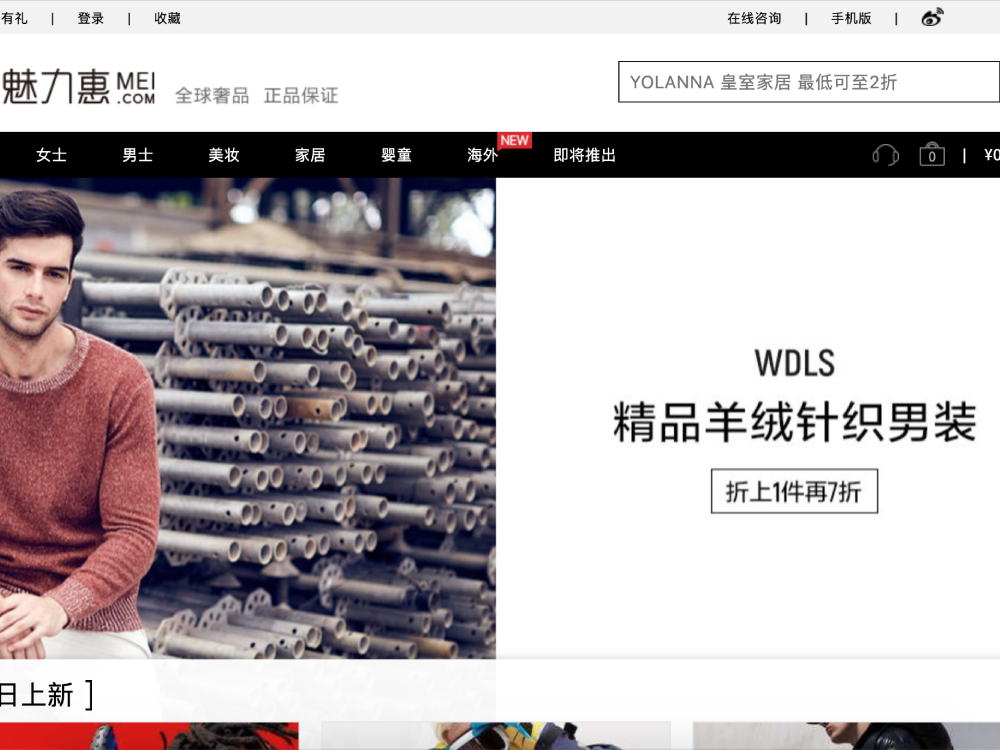 有礼 | 登录 | 收藏 在线咨询 | 手机版 |
魅力惠 MEI.COM 全球奢品 正品保证 YOLANNA 皇室家居 最低可至2折
女士 男士 美妆 家居 婴童 海外 NEW 即将推出 0 | ¥0
WDLS
精品羊绒针织男装
折上1件再7折
日上新 ]